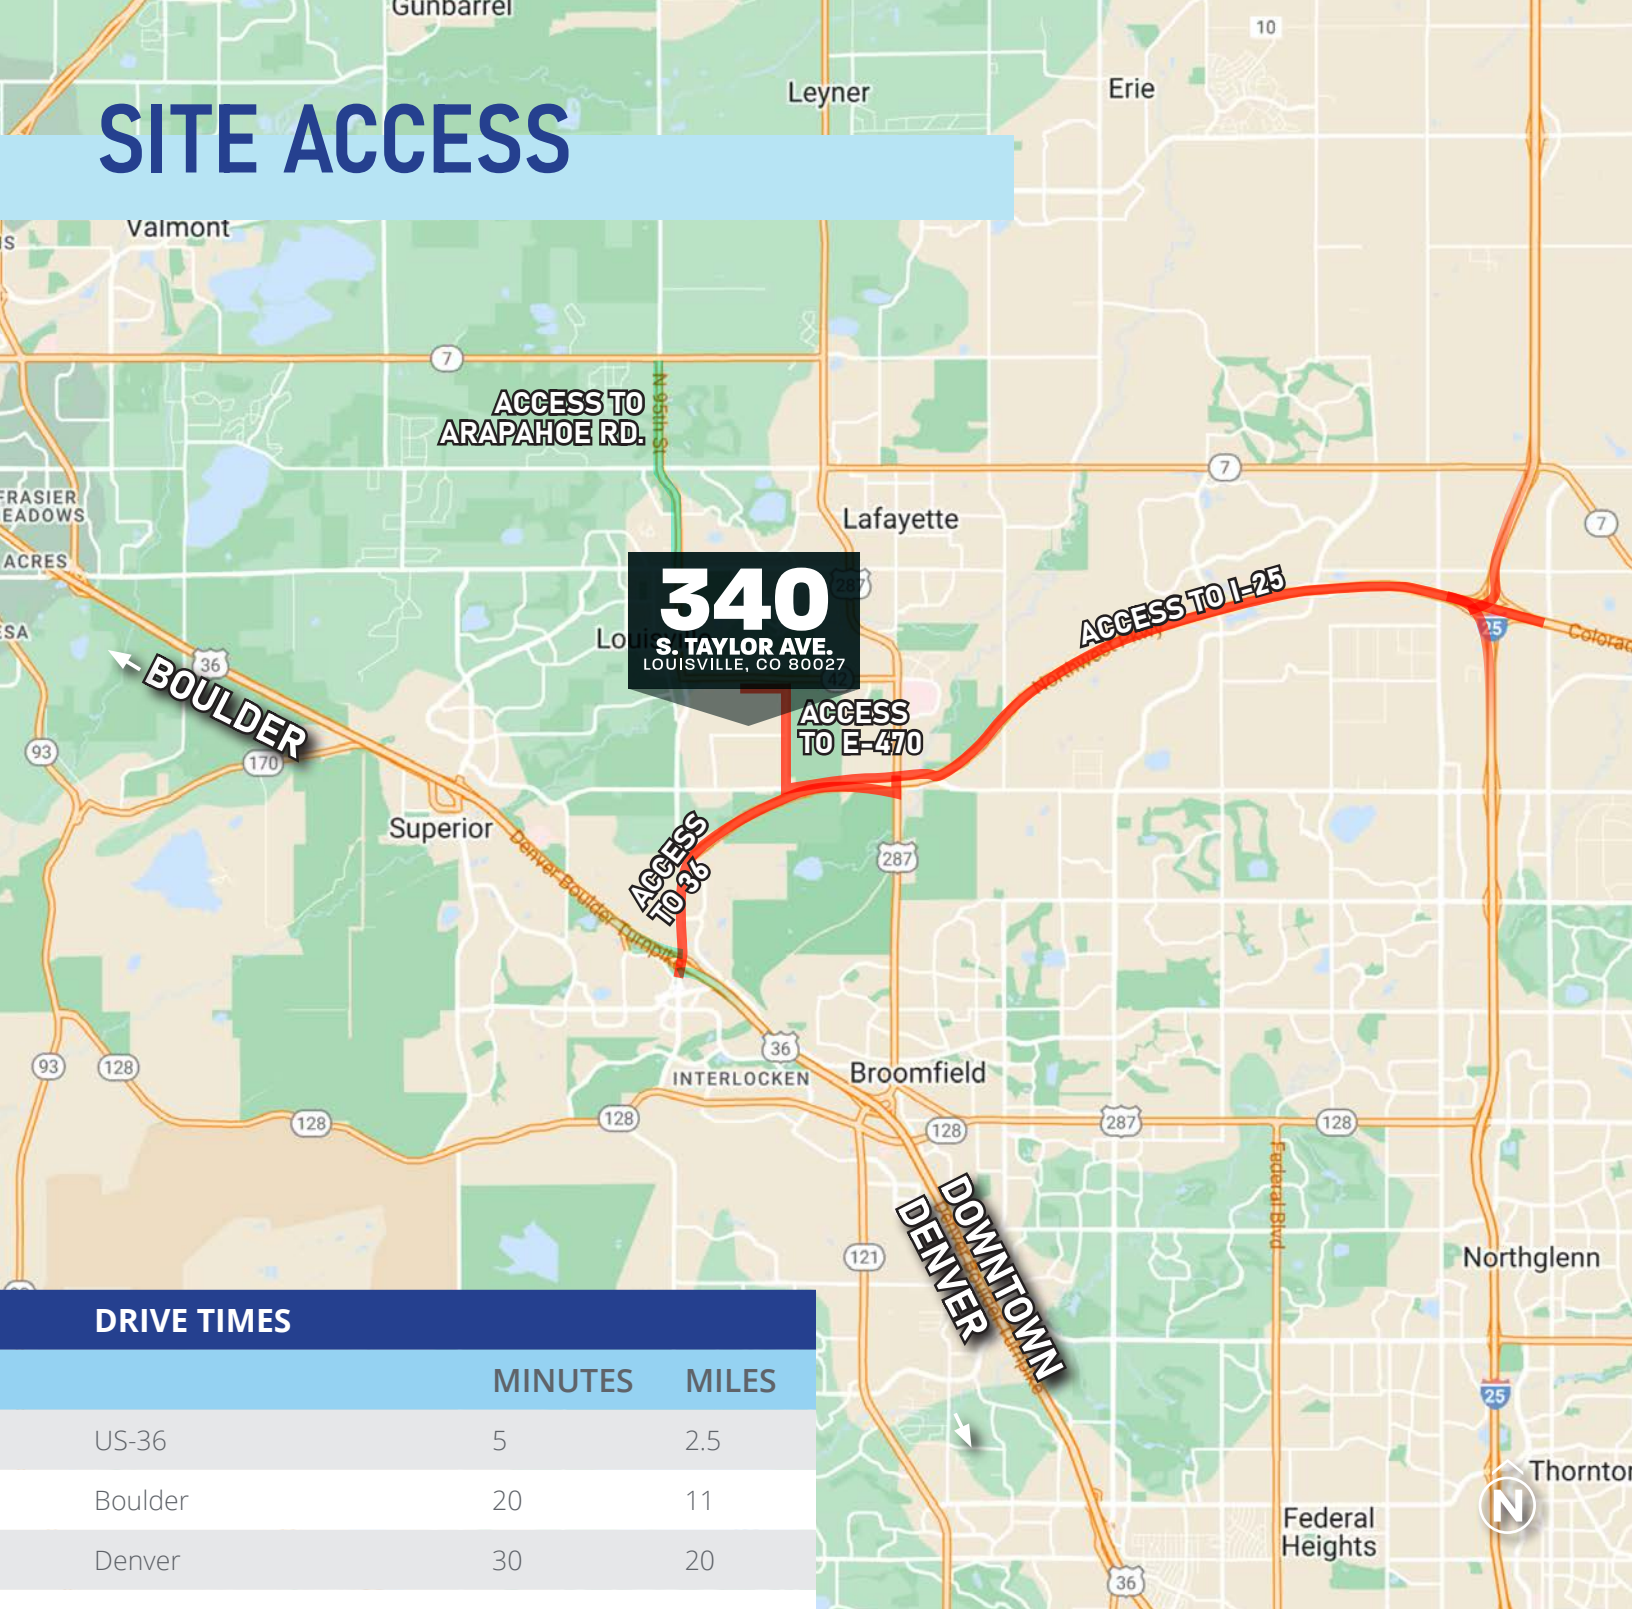 Gunbarrel
10
Leyner
Erie
SITE ACCESS
Valmont
7
ACCESS TO
ARAPAHOE RD.
N 95th St
7
FRASIER
Lafayette
7
ACRES
287
340
S. TAYLOR AVE.
LOUISVILLE, CO 80027
ACCESS TO I-25
25
36
BOULDER
42
ACCESS
TO E-470
93
170
Superior
Denver Boulder Turnpike
ACCESS
TO 36
287
36
INTERLOCKEN
Broomfield
93
128
128
128
128
287
128
Federal Blvd
DOWNTOWN
DENVER
121
Northglenn
25
Thornton
N
Federal
Heights
36
DRIVE TIMES
MINUTES MILES
US-36 5 2.5
Boulder 20 11
Denver 30 20